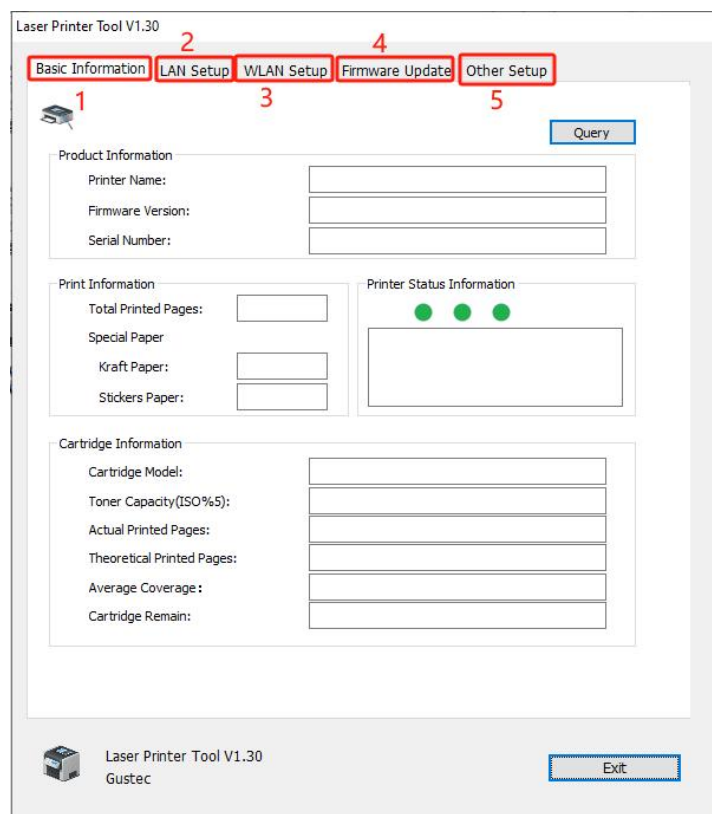 Laser Printer Tool V1.30
2 4
Basic Information LAN Setup WLAN Setup Firmware Update Other Setup
1 3 5
Query
Product Information
Printer Name:
Firmware Version:
Serial Number:
Print Information
Total Printed Pages:
Special Paper
Kraft Paper:
Stickers Paper:
Printer Status Information
Cartridge Information
Cartridge Model:
Toner Capacity(ISO%5):
Actual Printed Pages:
Theoretical Printed Pages:
Average Coverage:
Cartridge Remain:
Laser Printer Tool V1.30
Gustec
Exit